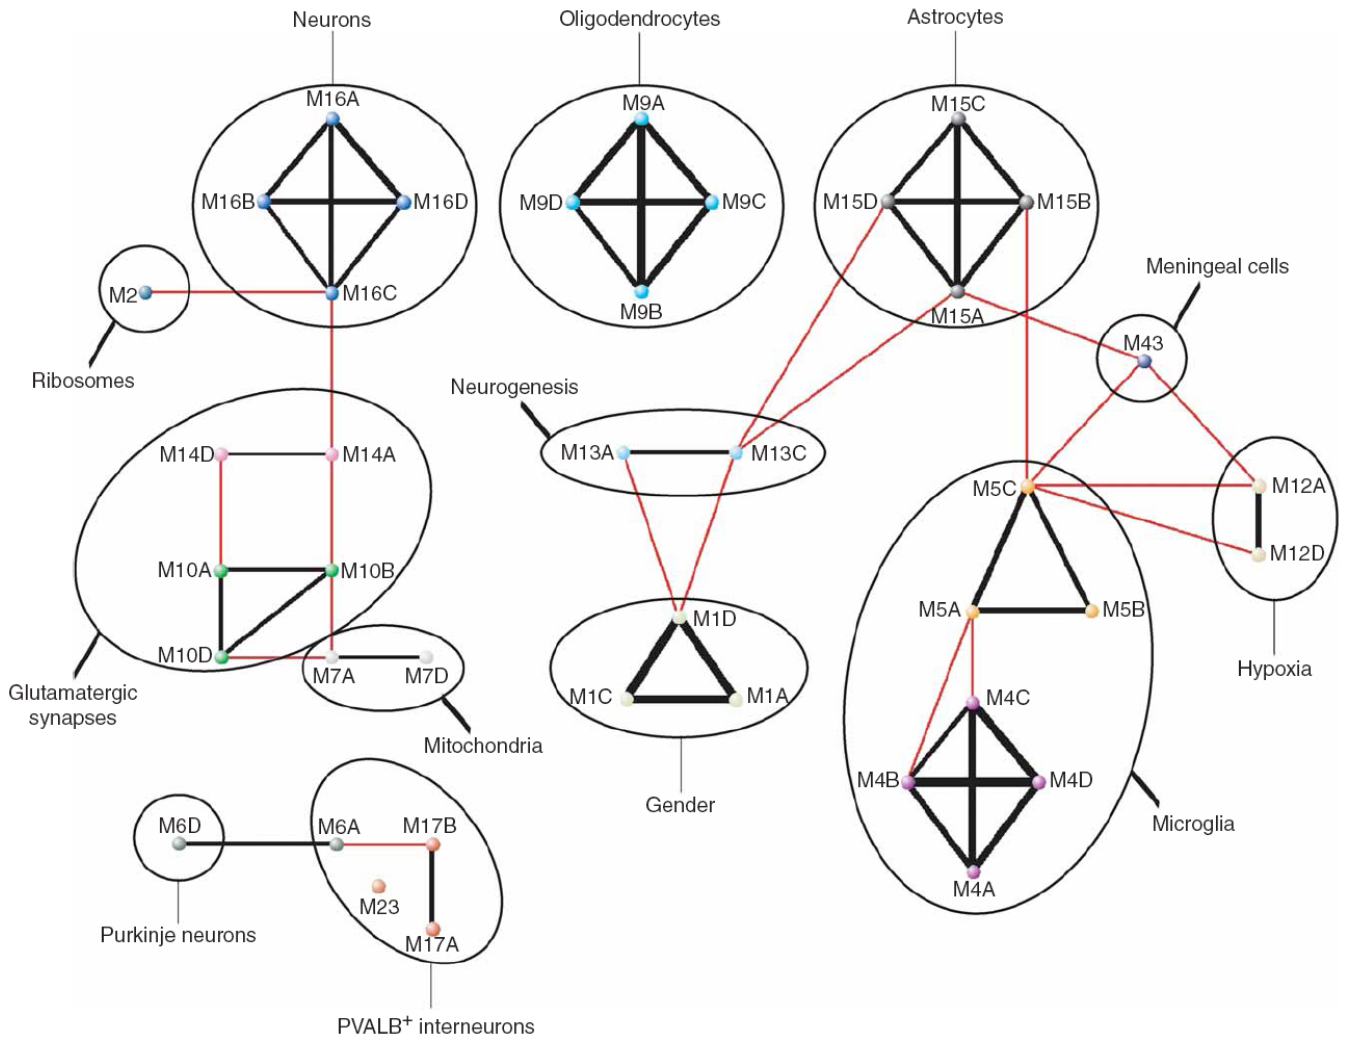 Neurons
Oligodendrocytes
Astrocytes
M16A
M9A
M15C
M16B
M16D
M9D
M9C
M15D
M15B
M2
M16C
M9B
M15A
Meningeal cells
M43
Ribosomes
Neurogenesis
M14D
M14A
M13A
M13C
M5C
M12A
M12D
M10A
M10B
M5A
M5B
M10D
M7A
M7D
M1D
Hypoxia
Glutamatergic
synapses
M1C
M1A
M4C
Mitochondria
M4B
M4D
Gender
Microglia
M6D
M6A
M17B
M4A
M23
Purkinje neurons
M17A
PVALB+ interneurons